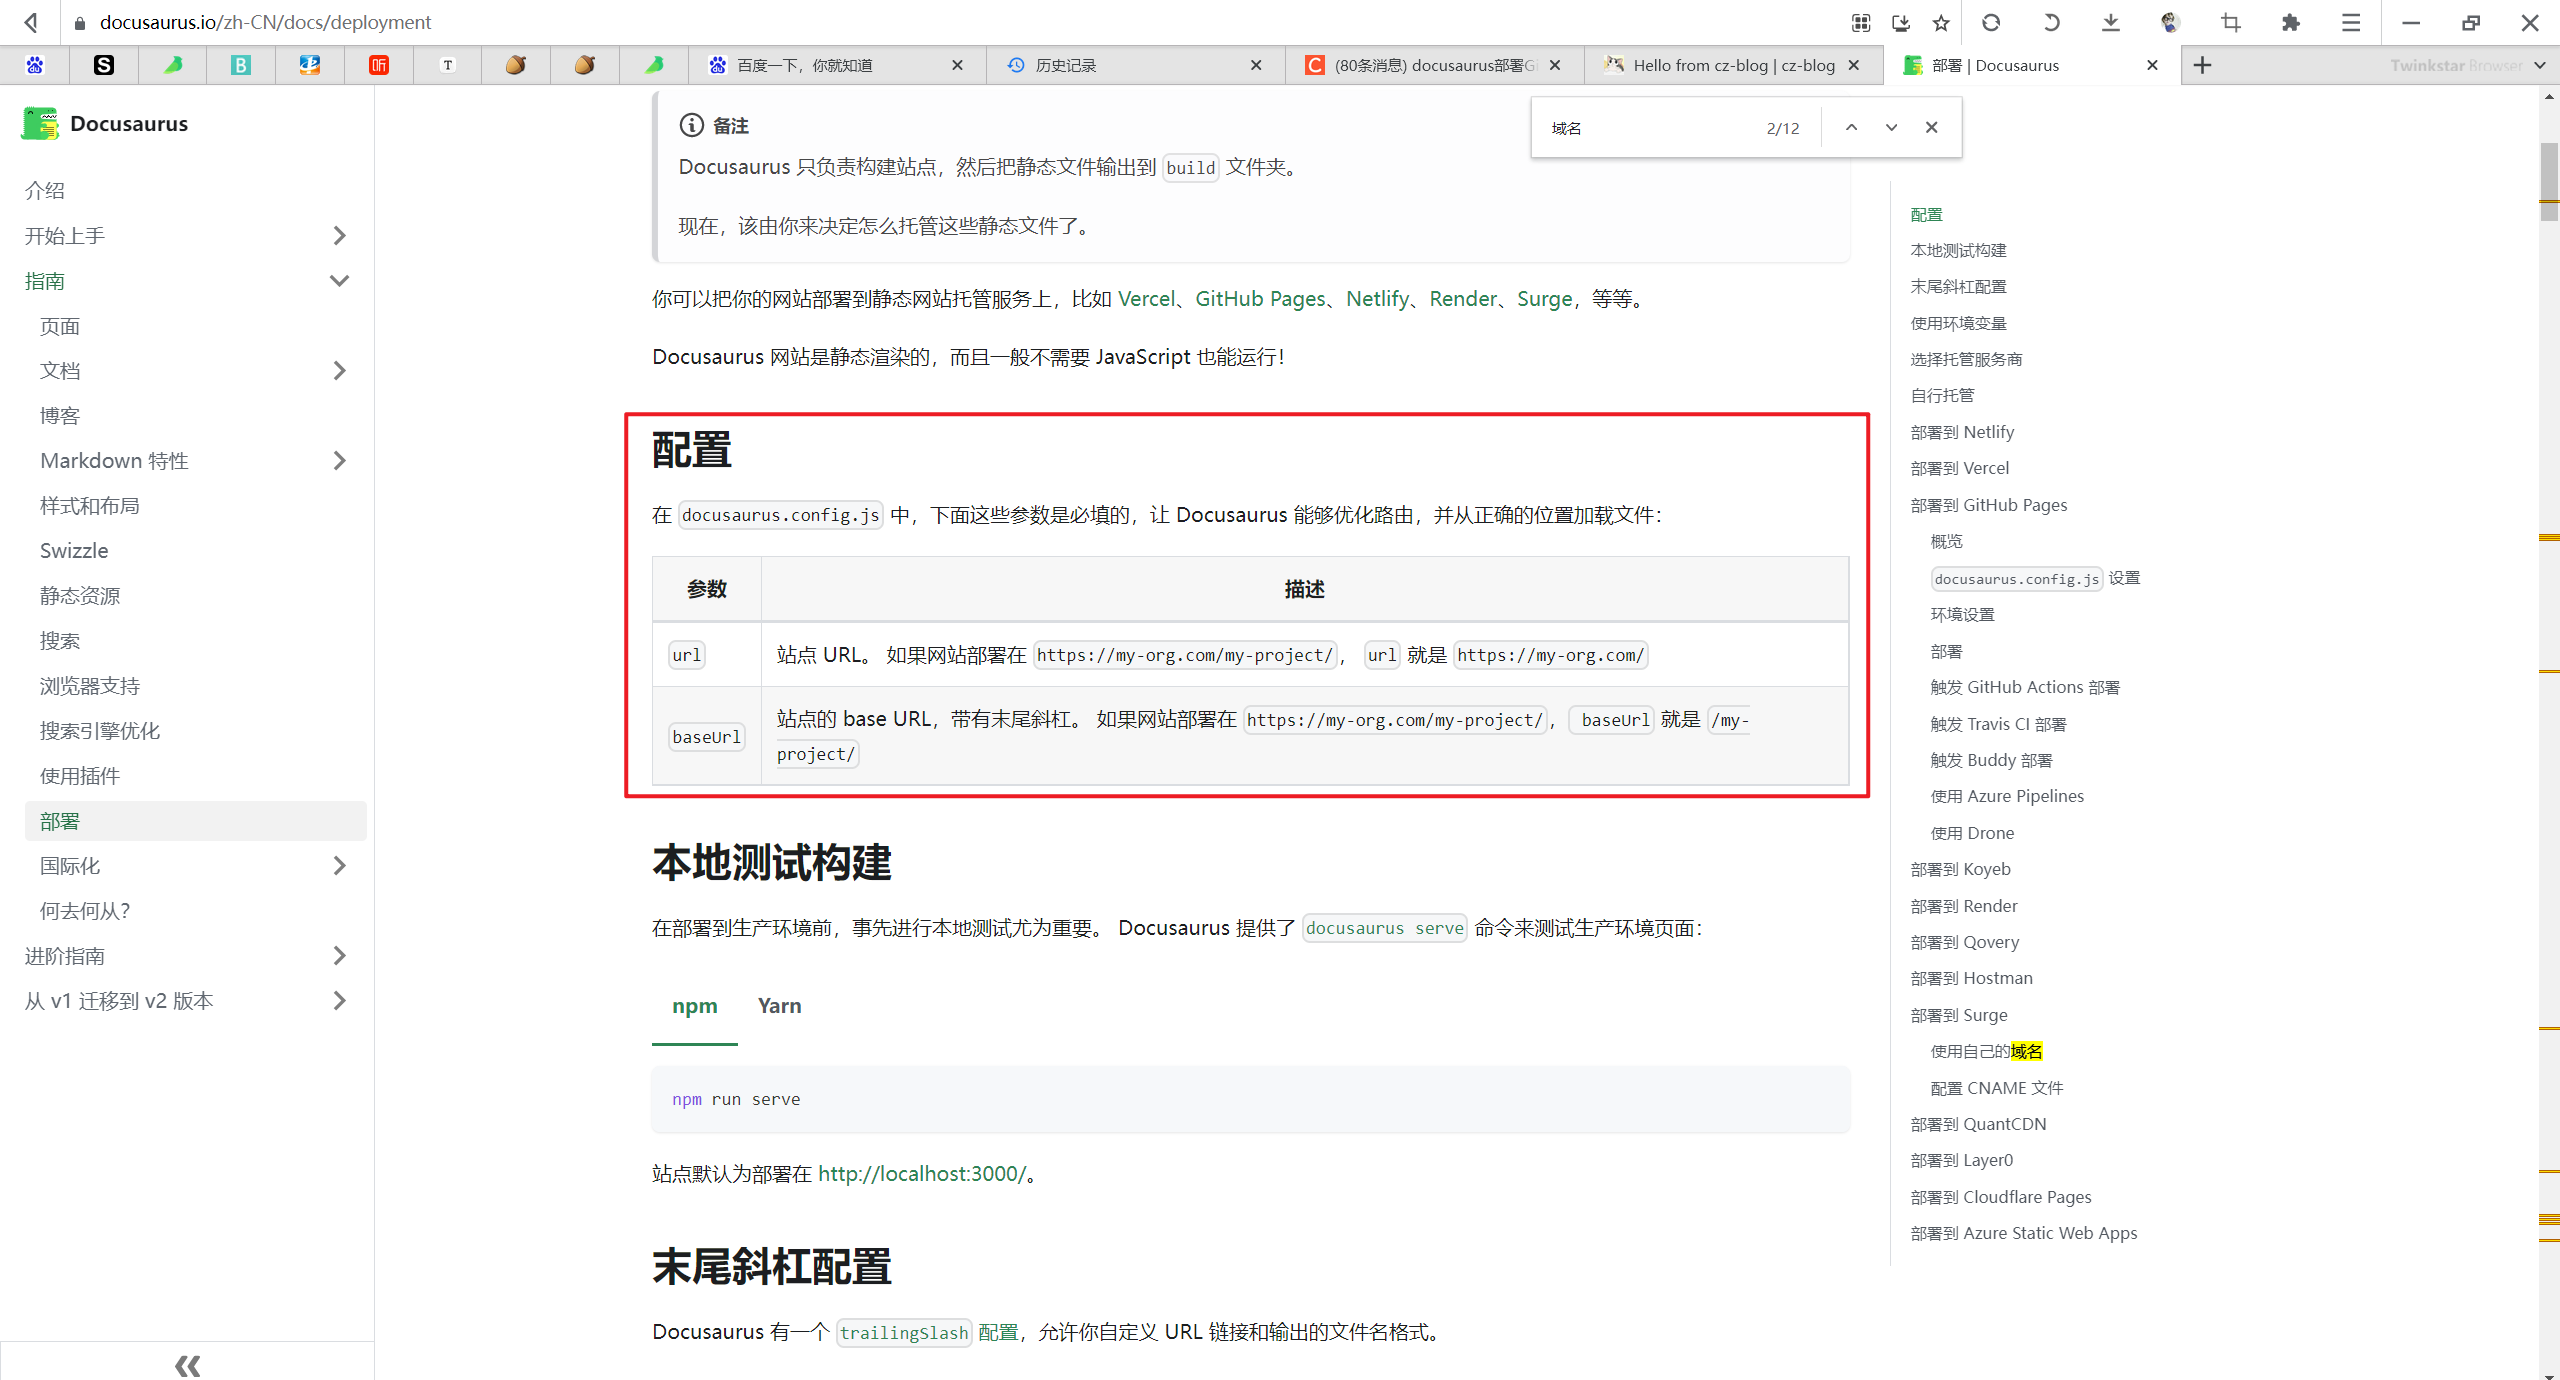 docusaurus.io/zh-CN/docs/deployment
百度一下，你就知道
历史记录
(80条消息) docusaurus部署Gi
Hello from cz-blog | cz-blog
部署 | Docusaurus
Twinkstar Browser
域名
2/12
Docusaurus
介绍
开始上手
指南
页面
文档
博客
Markdown 特性
样式和布局
Swizzle
静态资源
搜索
浏览器支持
搜索引擎优化
使用插件
部署
国际化
何去何从？
进阶指南
从 v1 迁移到 v2 版本
备注
Docusaurus 只负责构建站点，然后把静态文件输出到 build 文件夹。
现在，该由你来决定怎么托管这些静态文件了。
你可以把你的网站部署到静态网站托管服务上，比如 Vercel、GitHub Pages、Netlify、Render、Surge，等等。
Docusaurus 网站是静态渲染的，而且一般不需要 JavaScript 也能运行！
配置
在 docusaurus.config.js 中，下面这些参数是必填的，让 Docusaurus 能够优化路由，并从正确的位置加载文件：
参数 描述
url 站点 URL。 如果网站部署在 https://my-org.com/my-project/， url 就是 https://my-org.com/
baseUrl 站点的 base URL，带有末尾斜杠。 如果网站部署在 https://my-org.com/my-project/， baseUrl 就是 /my-
project/
本地测试构建
在部署到生产环境前，事先进行本地测试尤为重要。 Docusaurus 提供了 docusaurus serve 命令来测试生产环境页面：
npm Yarn
npm run serve
站点默认为部署在 http://localhost:3000/。
末尾斜杠配置
Docusaurus 有一个 trailingSlash 配置，允许你自定义 URL 链接和输出的文件名格式。
配置
本地测试构建
末尾斜杠配置
使用环境变量
选择托管服务商
自行托管
部署到 Netlify
部署到 Vercel
部署到 GitHub Pages
概览
docusaurus.config.js 设置
环境设置
部署
触发 GitHub Actions 部署
触发 Travis CI 部署
触发 Buddy 部署
使用 Azure Pipelines
使用 Drone
部署到 Koyeb
部署到 Render
部署到 Qovery
部署到 Hostman
部署到 Surge
使用自己的域名
配置 CNAME 文件
部署到 QuantCDN
部署到 Layer0
部署到 Cloudflare Pages
部署到 Azure Static Web Apps